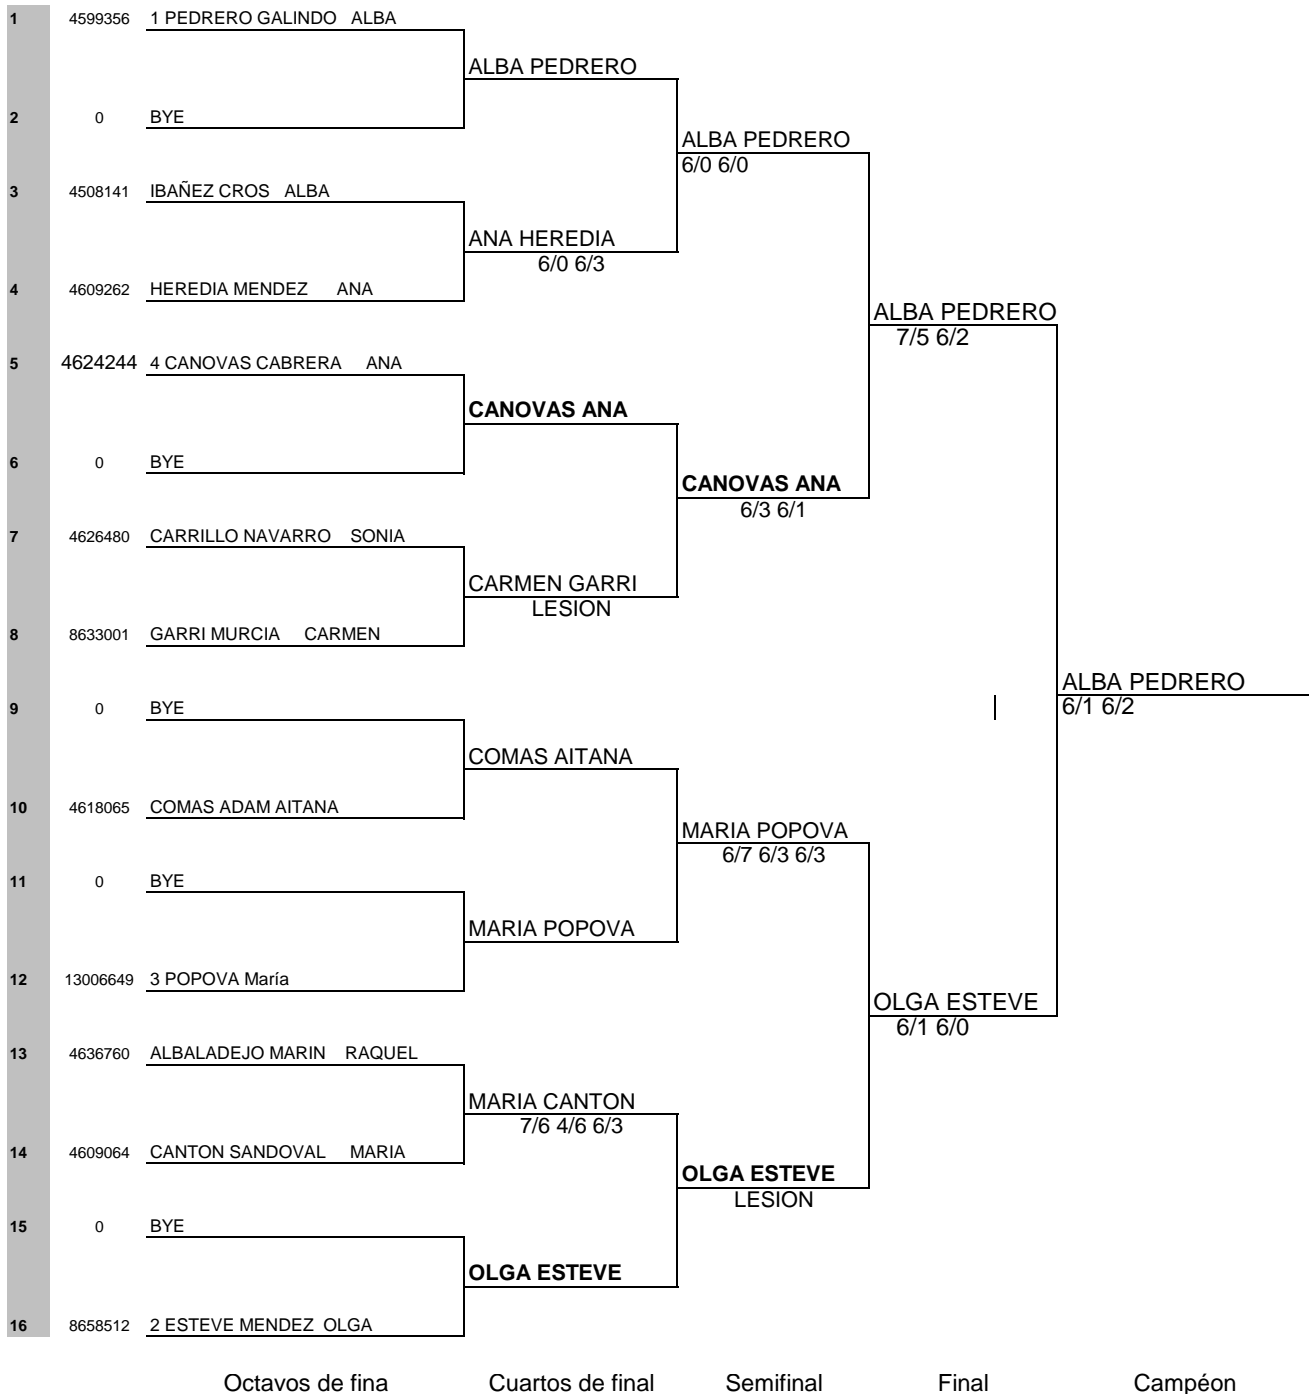 1 4599356 1 PEDRERO GALINDO ALBA
ALBA PEDRERO
2 0 BYE
ALBA PEDRERO
6/0 6/0
3 4508141 IBAÑEZ CROS ALBA
ANA HEREDIA
6/0 6/3
4 4609262 HEREDIA MENDEZ ANA
ALBA PEDRERO
7/5 6/2
5 4624244 4 CANOVAS CABRERA ANA
CANOVAS ANA
6 0 BYE
CANOVAS ANA
6/3 6/1
7 4626480 CARRILLO NAVARRO SONIA
CARMEN GARRI
LESION
8 8633001 GARRI MURCIA CARMEN
ALBA PEDRERO
6/1 6/2
9 0 BYE
COMAS AITANA
10 4618065 COMAS ADAM AITANA
MARIA POPOVA
6/7 6/3 6/3
11 0 BYE
MARIA POPOVA
12 13006649 3 POPOVA María
OLGA ESTEVE
6/1 6/0
13 4636760 ALBALADEJO MARIN RAQUEL
MARIA CANTON
7/6 4/6 6/3
14 4609064 CANTON SANDOVAL MARIA
OLGA ESTEVE
LESION
15 0 BYE
OLGA ESTEVE
16 8658512 2 ESTEVE MENDEZ OLGA
Octavos de fina Cuartos de final Semifinal Final Campéon